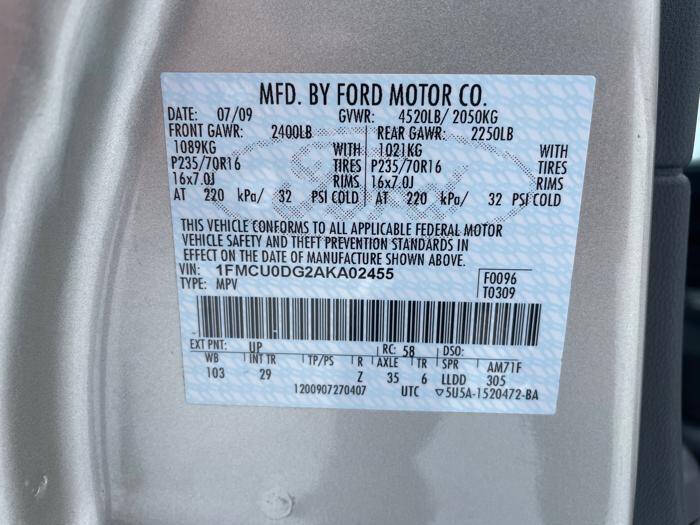 MFD. BY FORD MOTOR CO.
DATE: 07/09 GVWR: 4520LB/ 2050KG
FRONT GAWR: 2400LB REAR GAWR: 2250LB
1089KG WITH 1021KG WITH
P235/70R16 TIRES P235/70R16 TIRES
16x7.0J RIMS 16x7.0J RIMS
AT 220 kPa/ 32 PSI COLD AT 220 kPa/ 32 PSI COLD
THIS VEHICLE CONFORMS TO ALL APPLICABLE FEDERAL MOTOR
VEHICLE SAFETY AND THEFT PREVENTION STANDARDS IN
EFFECT ON THE DATE OF MANUFACTURE SHOWN ABOVE.
VIN: 1FMCU0DG2AKA02455 F0096
TYPE: MPV T0309
EXT PNT: UP RC: 58 DSO:
WB INT TR TP/PS R AXLE TR SPR AM71F
103 29 Z 35 6 LLDD 305
1200907270407 UTC ▽5U5A-1520472-BA